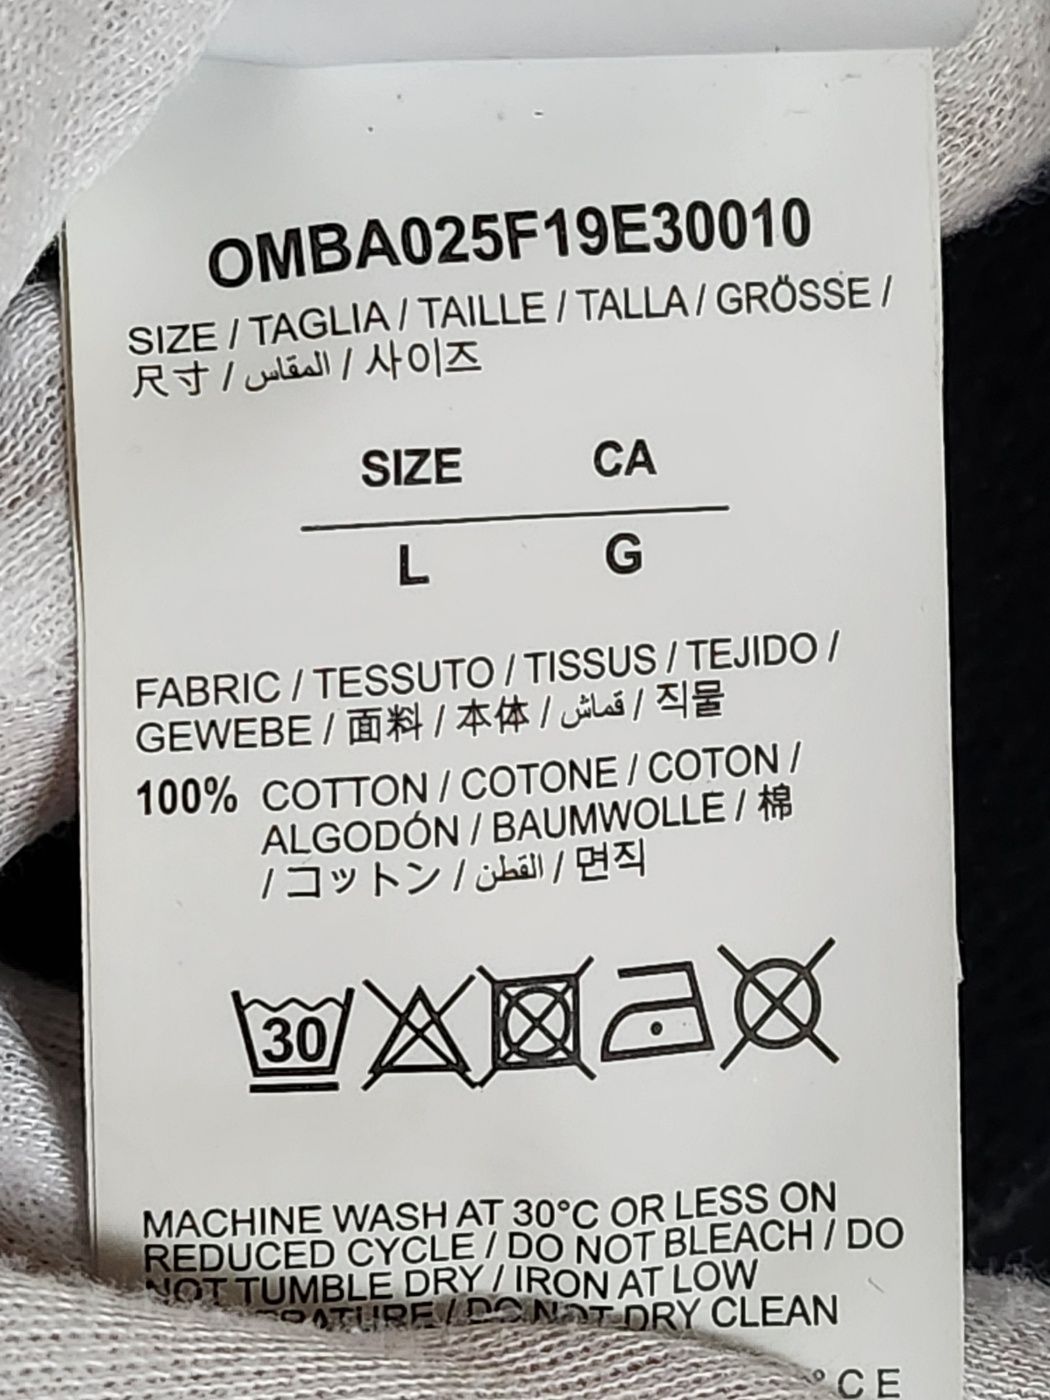 OMBA025F19E30010
SIZE / TAGLIA / TAILLE / TALLA / GRÖSSE /
尺寸 / المقاس / 사이즈
SIZE CA
L G
FABRIC / TESSUTO / TISSUS / TEJIDO /
GEWEBE / 面料 / 本体 / قماش / 직물
100% COTTON / COTONE / COTON /
ALGODÓN / BAUMWOLLE / 棉
/ コットン / القطن / 면직
30
MACHINE WASH AT 30°C OR LESS ON
REDUCED CYCLE / DO NOT BLEACH / DO
NOT TUMBLE DRY / IRON AT LOW
/ DO NOT DRY CLEAN
° C E